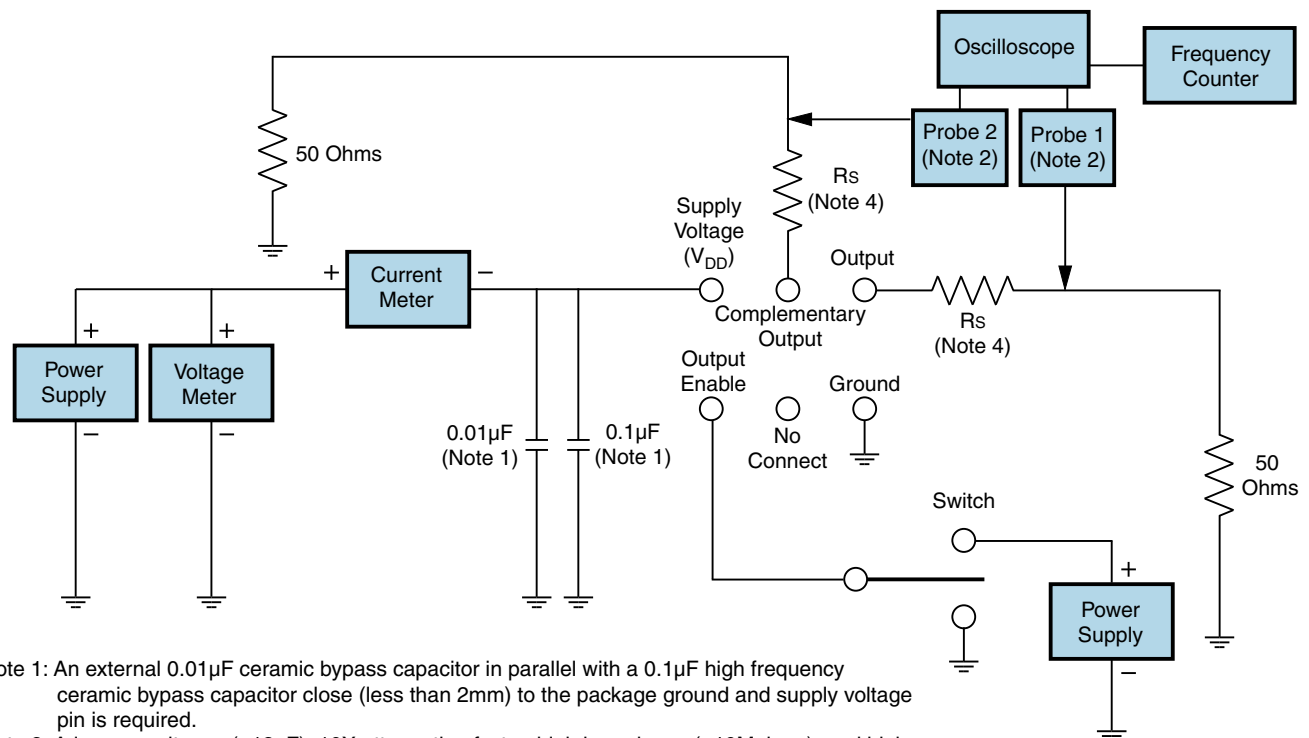 Oscilloscope
Frequency
Counter
Probe 2
(Note 2)
Probe 1
(Note 2)
50 Ohms
RS
(Note 4)
Supply
Voltage
(VDD)
Output
+
Current
Meter
−
Complementary
Output
RS
(Note 4)
+
Power
Supply
−
+
Voltage
Meter
−
Output
Enable
Ground
0.01µF
(Note 1)
0.1µF
(Note 1)
No
Connect
50
Ohms
Switch
+
Power
Supply
−
ote 1: An external 0.01µF ceramic bypass capacitor in parallel with a 0.1µF high frequency
ceramic bypass capacitor close (less than 2mm) to the package ground and supply voltage
pin is required.